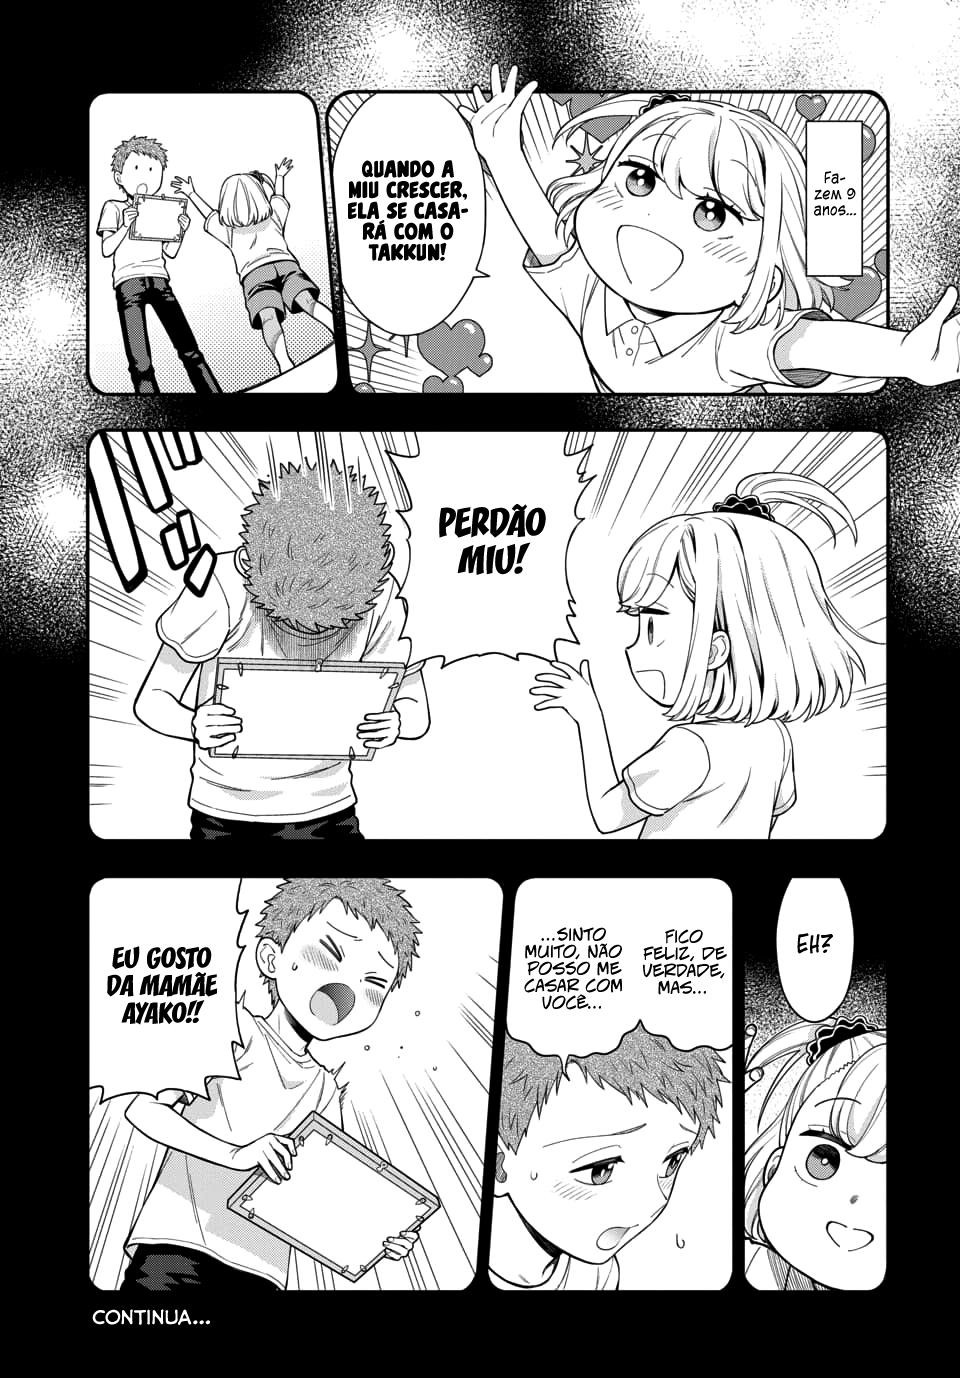 Fa-
zem 9
anos...
QUANDO A
MIU CRESCER,
ELA SE CASA-
RÁ COM O
TAKKUN!
PERDÃO
MIU!
EH?
FICO
FELIZ, DE
VERDADE,
MAS...
...SINTO
MUITO, NÃO
POSSO ME
CASAR COM
VOCÊ...
EU GOSTO
DA MAMÃE
AYAKO!!
CONTINUA...